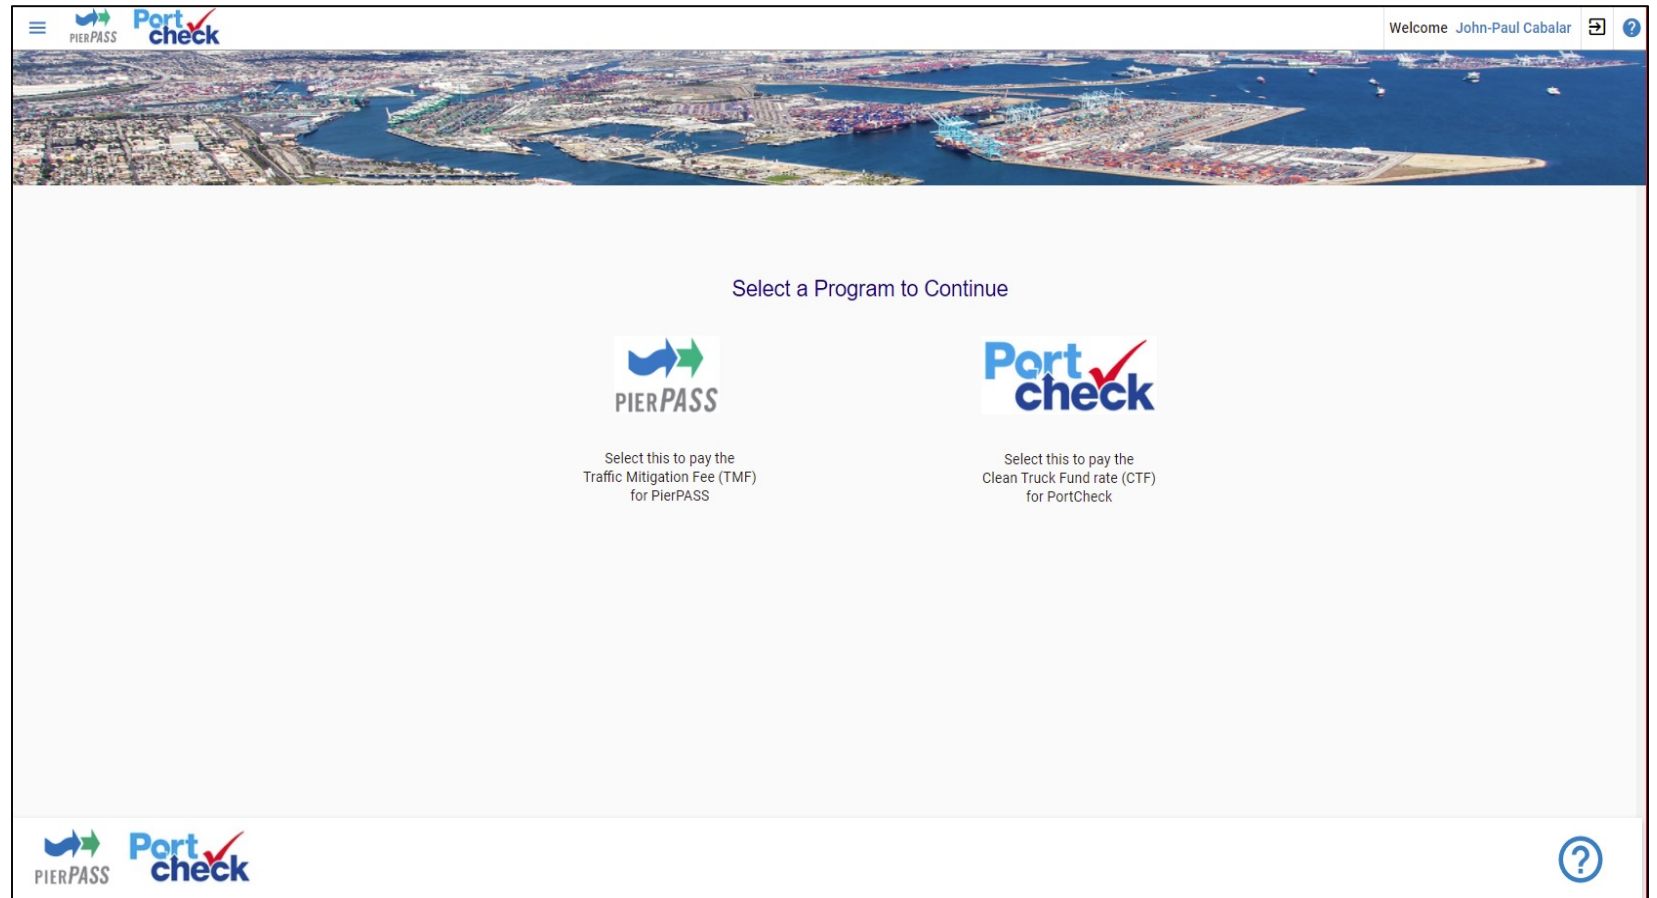 PIERPASS
Port
check
Welcome John-Paul Cabalar
Select a Program to Continue
PIERPASS
Port
check
Select this to pay the
Traffic Mitigation Fee (TMF)
for PierPASS
Select this to pay the
Clean Truck Fund rate (CTF)
for PortCheck
PIERPASS
Port
check